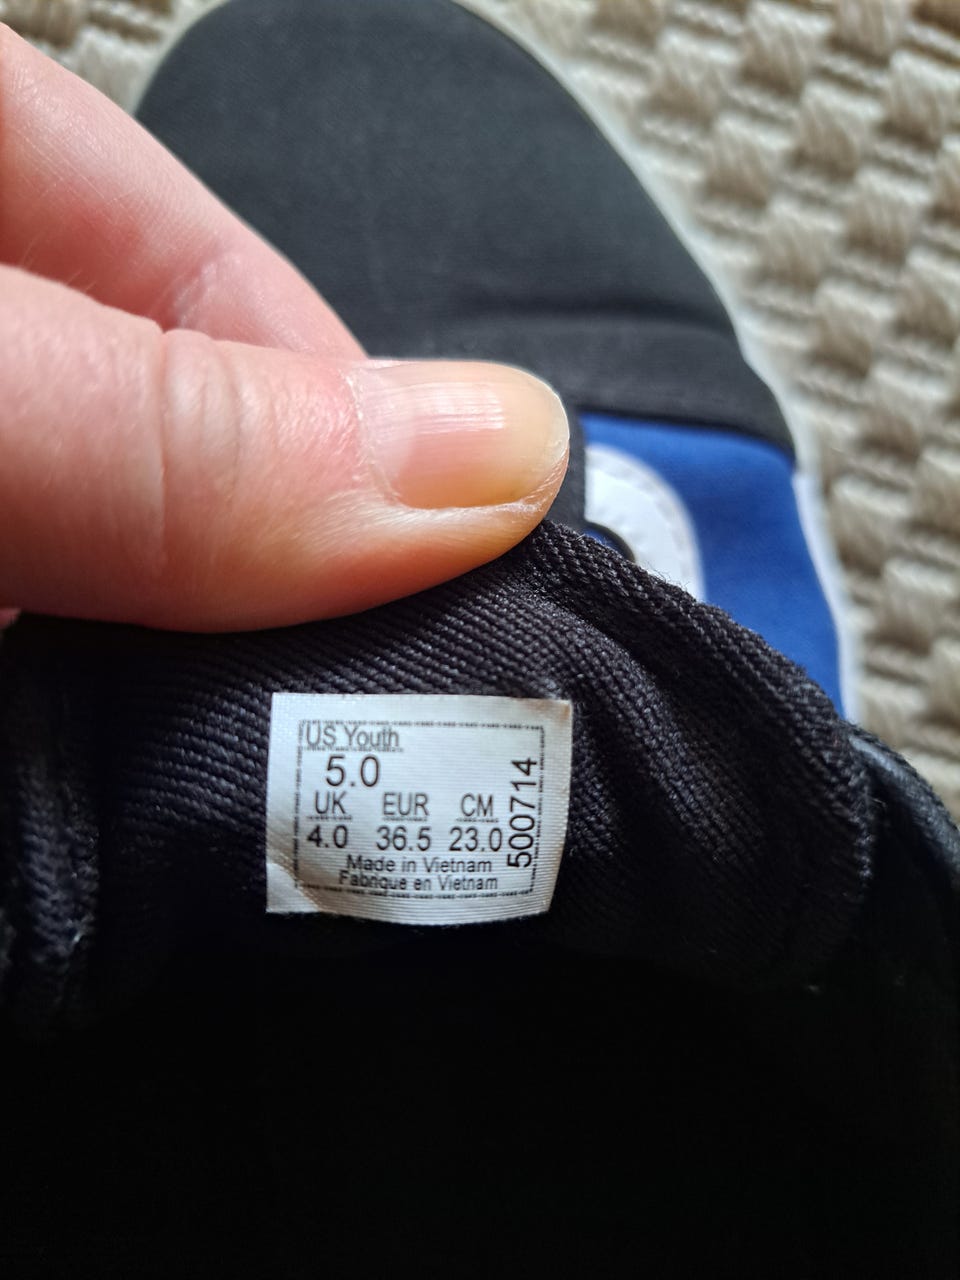 US Youth
5.0
UK EUR CM
4.0 36.5 23.0
Made in Vietnam
Fabrique en Vietnam
500714